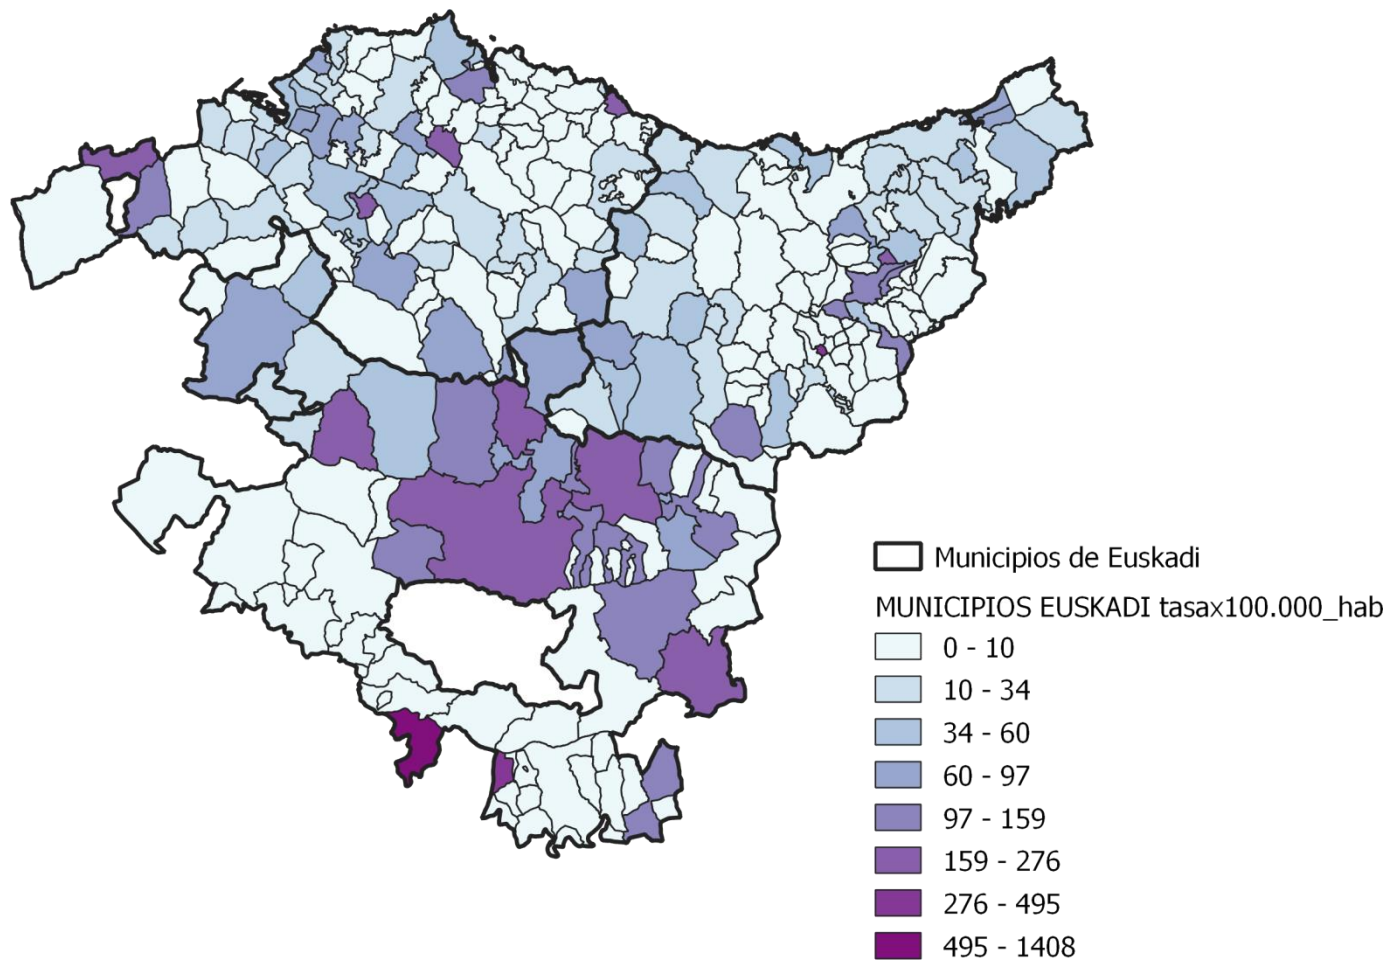 Municipios de Euskadi
MUNICIPIOS EUSKADI tasax100.000_hab
0 - 10
10 - 34
34 - 60
60 - 97
97 - 159
159 - 276
276 - 495
495 - 1408